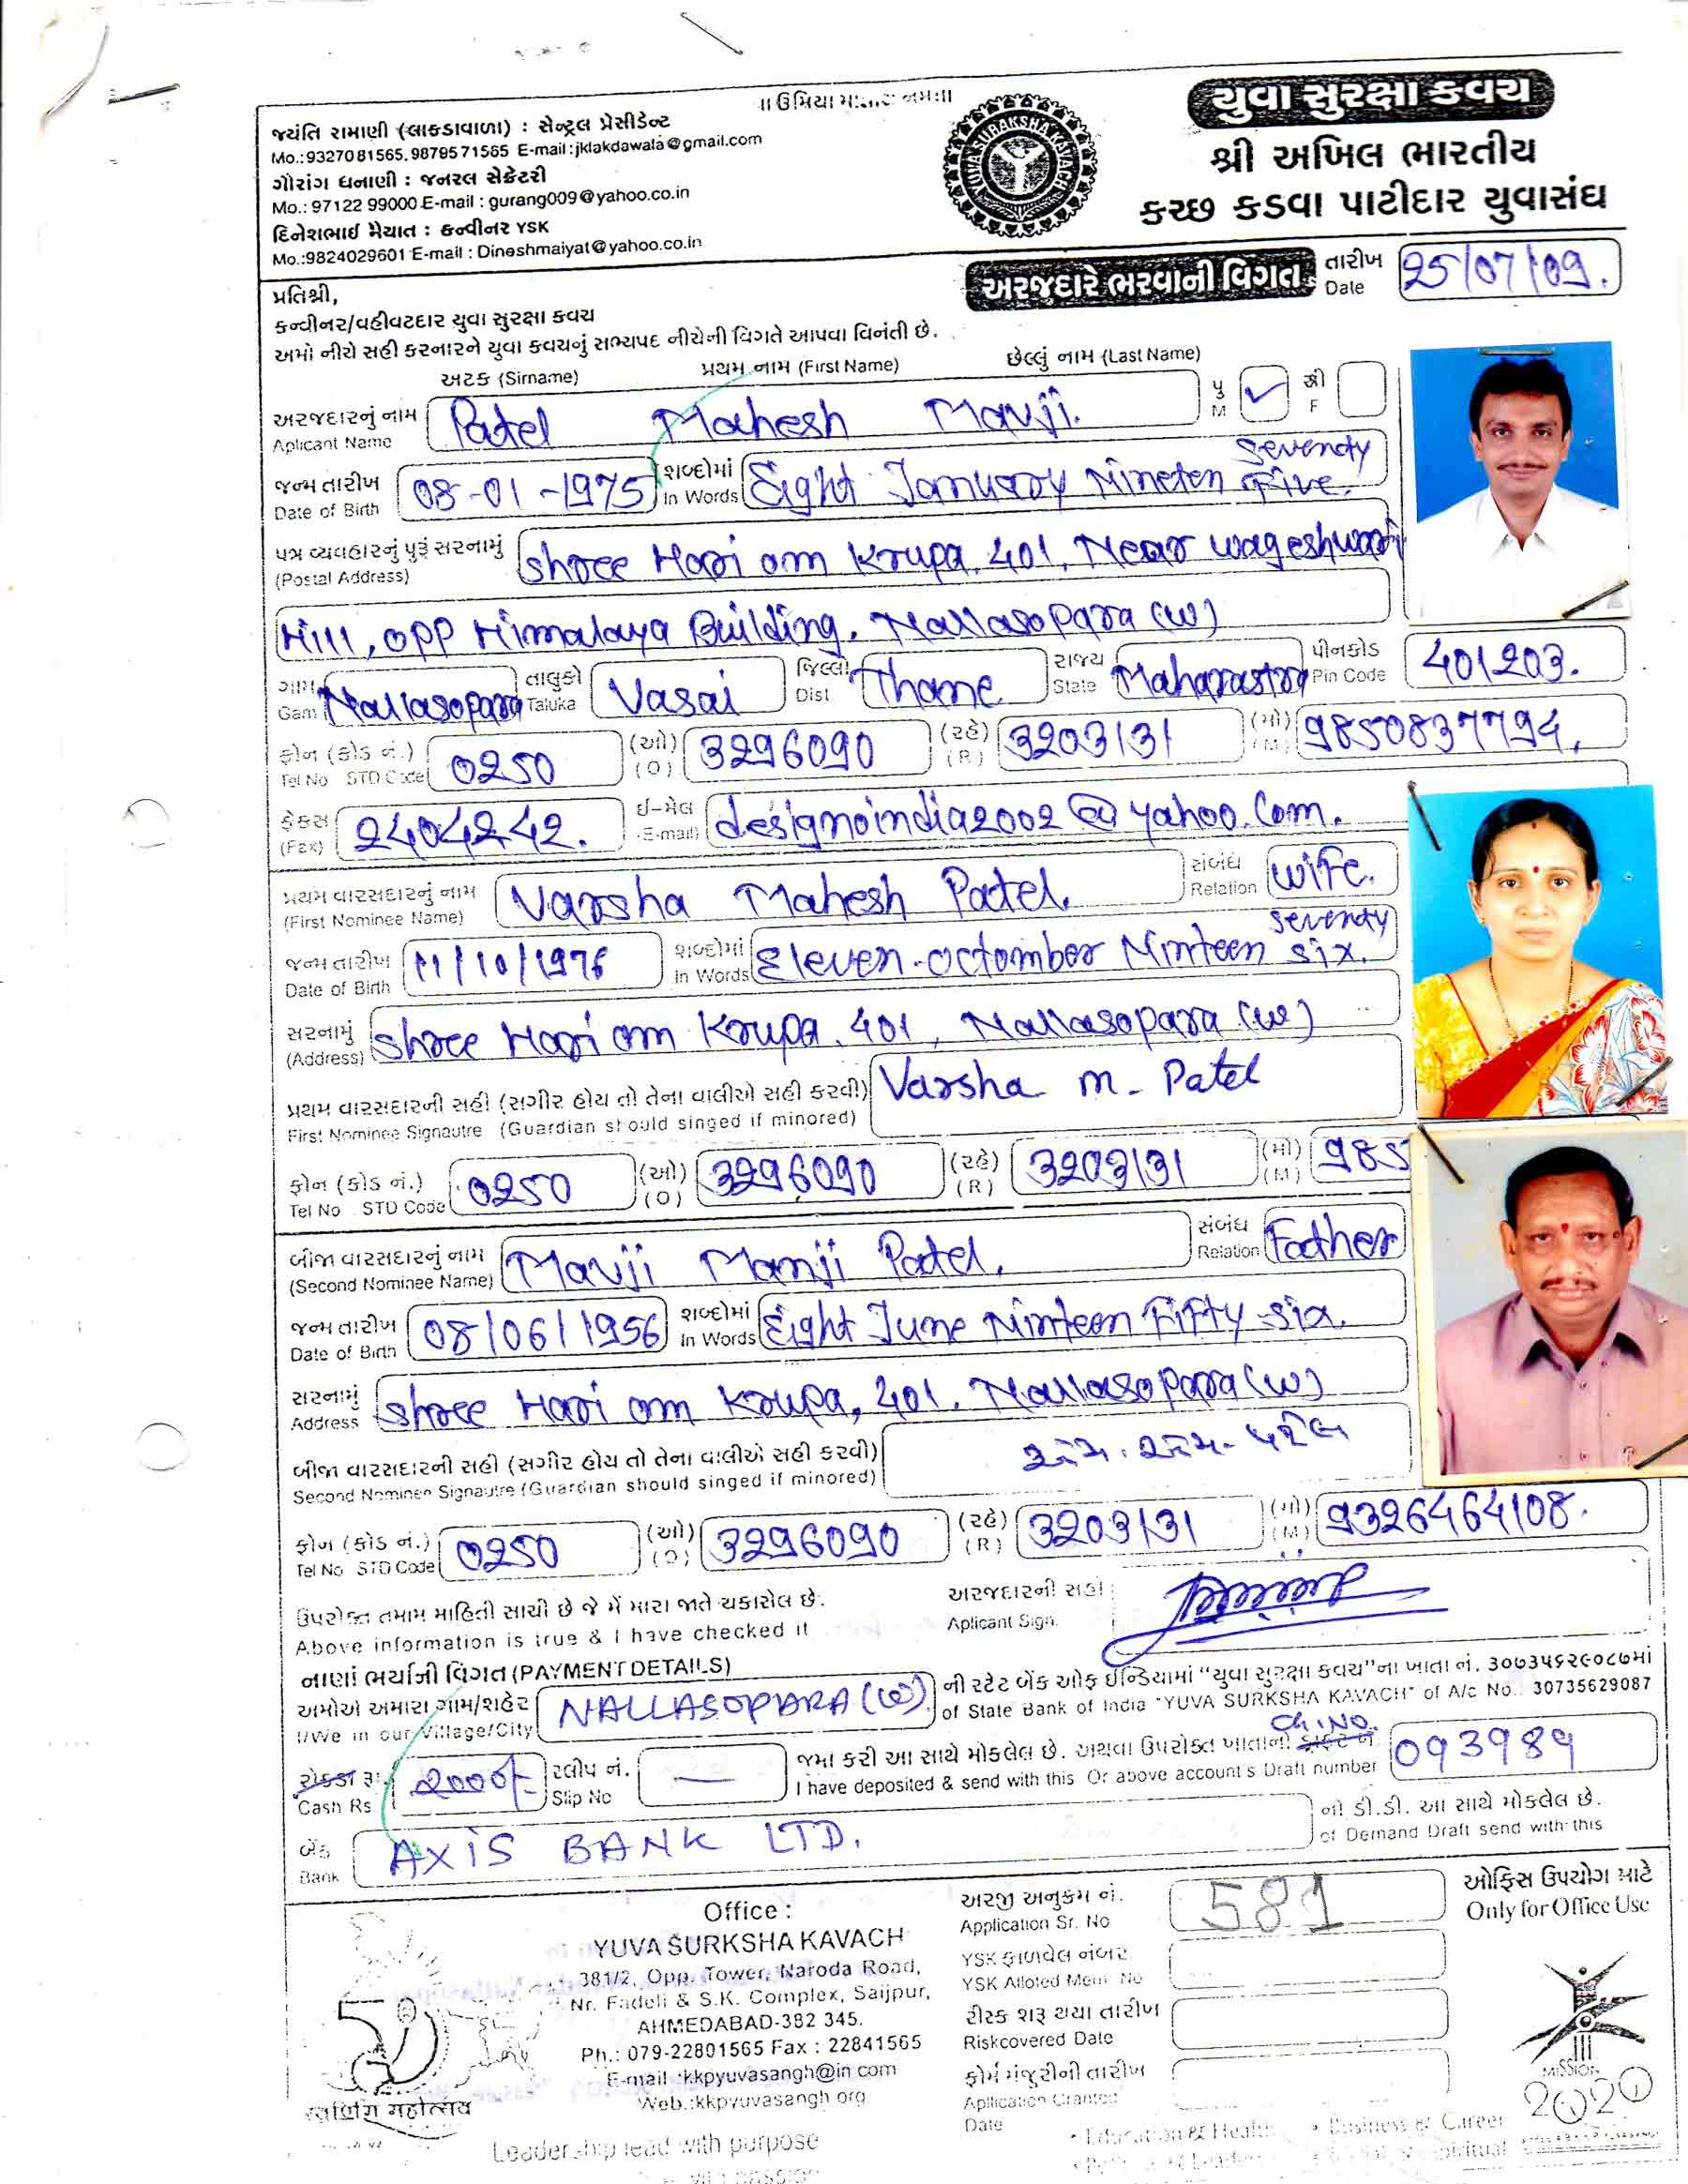 ॥ ઉમિયા માતાય નમઃ ॥
જયંતિ રામાણી (લાકડાવાળા) : સેન્ટ્રલ પ્રેસીડેન્ટ
Mo.:9327081565, 9879571565 E-mail:jklakdawala@gmail.com
ગૌરાંગ ધનાણી : જનરલ સેક્રેટરી
Mo.: 97122 99000 E-mail : gurang009@yahoo.co.in
દિનેશભાઈ મૈયાત : કન્વીનર YSK
Mo.:9824029601 E-mail : Dineshmaiyat@yahoo.co.in
YUVA SURAKSHA KAVACH
યુવા સુરક્ષા કવચ
શ્રી અખિલ ભારતીય
કચ્છ કડવા પાટીદાર યુવાસંઘ
અરજદારે ભરવાની વિગત તારીખ Date 25/07/09.
પ્રતિશ્રી,
કન્વીનર/વહીવટદાર યુવા સુરક્ષા કવચ
અમો નીચે સહી કરનારને યુવા કવચનું સભ્યપદ નીચેની વિગતે આપવા વિનંતી છે.
અટક (Sirname) પ્રથમ નામ (First Name) છેલ્લું નામ (Last Name)
અરજદારનું નામ Aplicant Name Patel Mahesh Mavji. પુ M ✓ સ્ત્રી F
જન્મ તારીખ Date of Birth 08-01-1975 શબ્દોમાં In Words Eight January Nineten Sevendy Five.
પત્ર વ્યવહારનું પુરૂં સરનામું (Postal Address) Shree Hari om Krupa. 401, Near wageshwari
Hill, opp Himalaya Building, Nallasopara (w)
ગામ Gam Nallasopara તાલુકો Taluka Vasai જિલ્લો Dist Thane રાજ્ય State Maharastra પીનકોડ Pin Code 401203.
ફોન (કોડ નં.) Tel No STD Code 0250 (ઓ) (O) 3296090 (રહે) (R) 3203131 (મો) (M) 9850837794.
ફેકસ (Fax) 2404242. ઈ-મેલ E-mail) designoindia2002@yahoo.com.
પ્રથમ વારસદારનું નામ (First Nominee Name) Varsha Mahesh Patel. સંબંધ Relation wife.
જન્મ તારીખ Date of Birth 11/10/1976 શબ્દોમાં In Words Eleven-octomber Ninteen Seventy six.
સરનામું (Address) Shree Hari om Krupa. 401, Nallasopara (w)
પ્રથમ વારસદારની સહી (સગીર હોય તો તેના વાલીએ સહી કરવી) Varsha m. Patel
First Nominee Signautre (Guardian should singed if minored)
ફોન (કોડ નં.) Tel No STD Code 0250 (ઓ) (O) 3296090 (રહે) (R) 3203131 (મો) (M) 985
બીજા વારસદારનું નામ (Second Nominee Name) Mavji Manji Patel. સંબંધ Relation Father
જન્મ તારીખ Date of Birth 08/06/1956 શબ્દોમાં In Words Eight June Ninteen Fifty six.
સરનામું Address Shree Hari om Krupa, 401, Nallasopara (w)
બીજા વારસદારની સહી (સગીર હોય તો તેના વાલીએ સહી કરવી) એમ. એમ. પટેલ
Second Nominee Signautre (Guardian should singed if minored)
ફોન (કોડ નં.) Tel No STD Code 0250 (ઓ) (O) 3296090 (રહે) (R) 3203131 (મો) (M) 9326464108.
ઉપરોક્ત તમામ માહિતી સાચી છે જે મેં મારા જાતે ચકાસેલ છે. અરજદારની સહી :
Above information is true & I have checked it Aplicant Sign.
નાણાં ભર્યાની વિગત (PAYMENT DETAILS)
અમોએ અમારા ગામ/શહેર NALLASOPARA (W) ની સ્ટેટ બેંક ઓફ ઈન્ડિયામાં "યુવા સુરક્ષા કવચ"ના ખાતા નં. ૩૦૭૩૫૬૨૯૦૮૭માં
I/We in our Village/City of State Bank of India "YUVA SURKSHA KAVACH" of A/c No.: 30735629087
રોકડા રૂા. 2000/- સ્લીપ નં. — જમા કરી આ સાથે મોકલેલ છે. અથવા ઉપરોક્ત ખાતાનો ડ્રાફ્ટ નં Ch. NO. 093989
Cash Rs Slip No I have deposited & send with this Or above account s Draft number
બેંક Bank AXIS BANK LTD. નો ડી.ડી. આ સાથે મોકલેલ છે.
of Demand Draft send with this
Office :
YUVA SURKSHA KAVACH
381/2, Opp. Tower, Naroda Road,
Nr. Fadeli & S.K. Complex, Saijpur,
AHMEDABAD-382 345.
Ph.: 079-22801565 Fax : 22841565
E-mail :kkpyuvasangh@in.com
Web.:kkpyuvasangh.org
અરજી અનુક્રમ નં. Application Sr. No 581
YSK ફાળવેલ નંબર YSK Alloted Mem No
રીસ્ક શરૂ થયા તારીખ Riskcovered Date
ફોર્મ મંજુરીની તારીખ Aplication Granted Date
ઓફિસ ઉપયોગ માટે
Only for Office Use
50
MISSION
2020
Leadership lead with purpose
• Education & Health • Business & Career